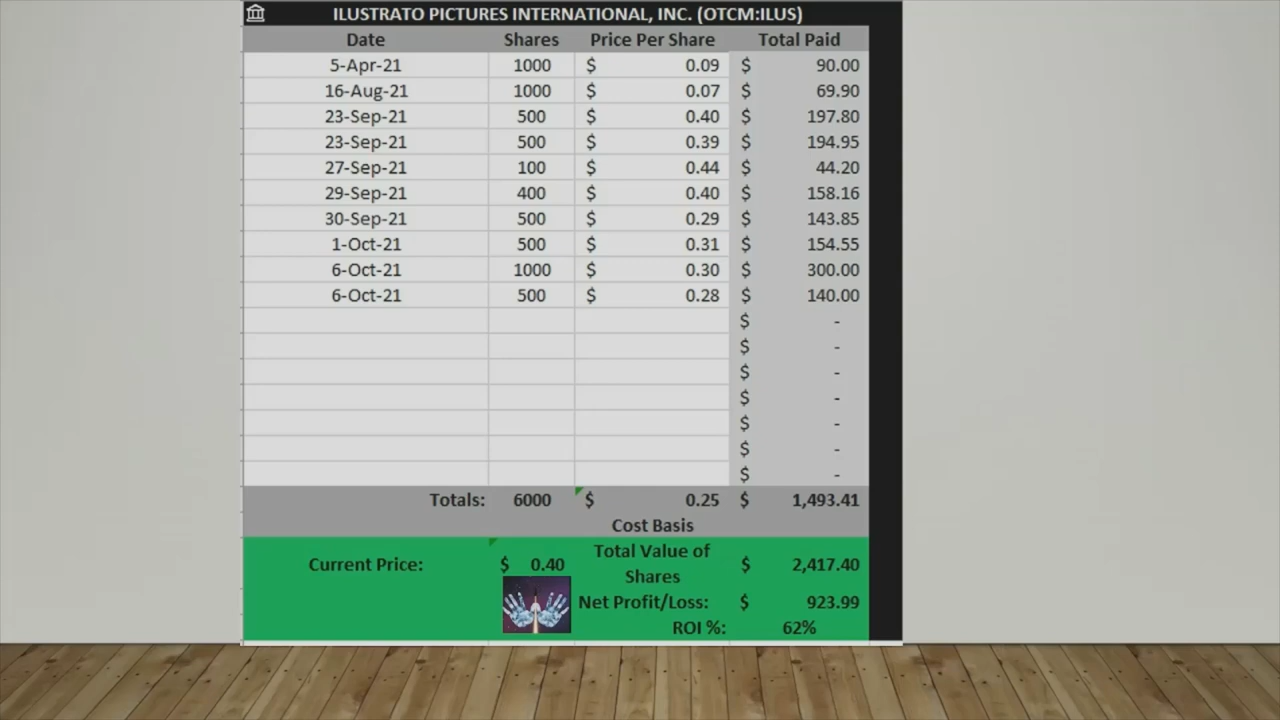 ILUSTRATO PICTURES INTERNATIONAL, INC. (OTCM:ILUS)
Date Shares Price Per Share Total Paid
5-Apr-21 1000 $ 0.09 $ 90.00
16-Aug-21 1000 $ 0.07 $ 69.90
23-Sep-21 500 $ 0.40 $ 197.80
23-Sep-21 500 $ 0.39 $ 194.95
27-Sep-21 100 $ 0.44 $ 44.20
29-Sep-21 400 $ 0.40 $ 158.16
30-Sep-21 500 $ 0.29 $ 143.85
1-Oct-21 500 $ 0.31 $ 154.55
6-Oct-21 1000 $ 0.30 $ 300.00
6-Oct-21 500 $ 0.28 $ 140.00
$ -
$ -
$ -
$ -
$ -
$ -
$ -
Totals: 6000 $ 0.25 $ 1,493.41
Cost Basis
Current Price: $ 0.40 Total Value of Shares $ 2,417.40
Net Profit/Loss: $ 923.99
ROI %: 62%